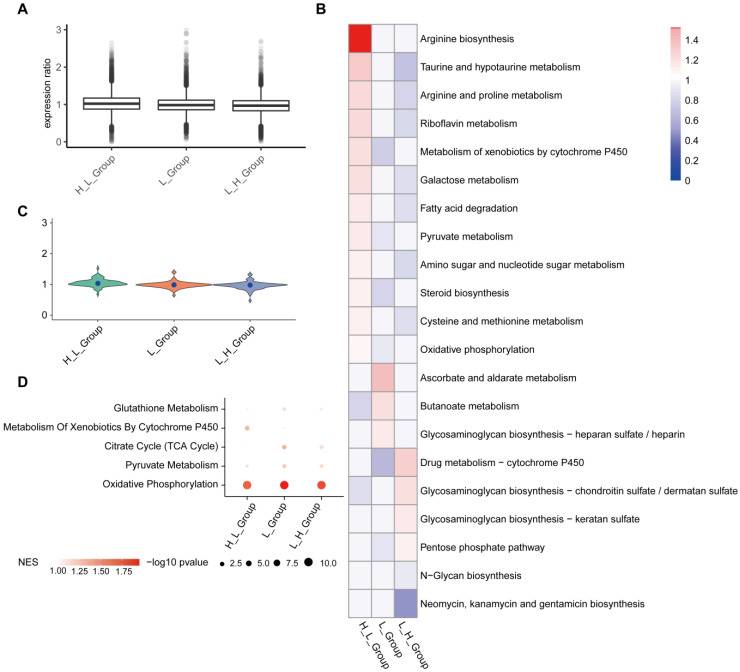 A
expression ratio
3
2
1
0
H_L_Group
L_Group
L_H_Group
B
Arginine biosynthesis
Taurine and hypotaurine metabolism
Arginine and proline metabolism
Riboflavin metabolism
Metabolism of xenobiotics by cytochrome P450
Galactose metabolism
Fatty acid degradation
Pyruvate metabolism
Amino sugar and nucleotide sugar metabolism
Steroid biosynthesis
Cysteine and methionine metabolism
Oxidative phosphorylation
Ascorbate and aldarate metabolism
Butanoate metabolism
Glycosaminoglycan biosynthesis − heparan sulfate / heparin
Drug metabolism − cytochrome P450
Glycosaminoglycan biosynthesis − chondroitin sulfate / dermatan sulfate
Glycosaminoglycan biosynthesis − keratan sulfate
Pentose phosphate pathway
N−Glycan biosynthesis
Neomycin, kanamycin and gentamicin biosynthesis
H_L_Group
L_Group
L_H_Group
1.4
1.2
1
0.8
0.6
0.4
0.2
0
C
3
2
1
0
H_L_Group
L_Group
L_H_Group
D
Glutathione Metabolism
Metabolism Of Xenobiotics By Cytochrome P450
Citrate Cycle (TCA Cycle)
Pyruvate Metabolism
Oxidative Phosphorylation
H_L_Group
L_Group
L_H_Group
NES
1.00 1.25 1.50 1.75
−log10 pvalue
2.5 5.0 7.5 10.0